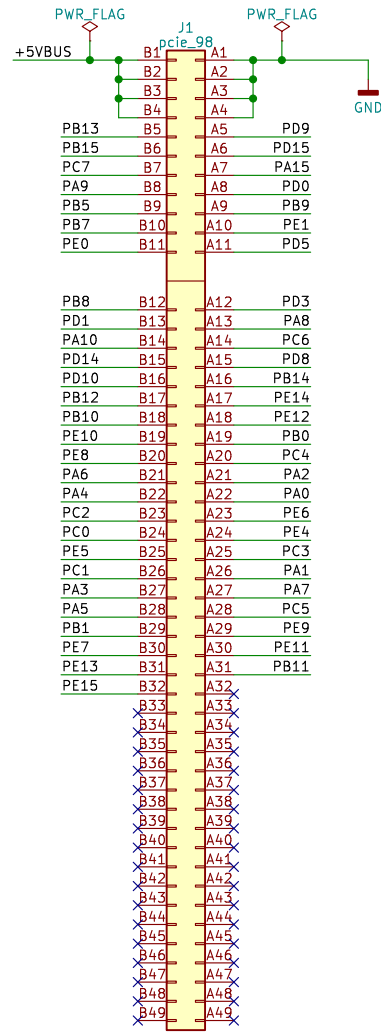 PWR_FLAG PWR_FLAG
J1
pcie_98
+5VBUS B1 A1
B2 A2
B3 A3
B4 A4
GND
PB13 B5 A5 PD9
PB15 B6 A6 PD15
PC7 B7 A7 PA15
PA9 B8 A8 PD0
PB5 B9 A9 PB9
PB7 B10 A10 PE1
PE0 B11 A11 PD5
PB8 B12 A12 PD3
PD1 B13 A13 PA8
PA10 B14 A14 PC6
PD14 B15 A15 PD8
PD10 B16 A16 PB14
PB12 B17 A17 PE14
PB10 B18 A18 PE12
PE10 B19 A19 PB0
PE8 B20 A20 PC4
PA6 B21 A21 PA2
PA4 B22 A22 PA0
PC2 B23 A23 PE6
PC0 B24 A24 PE4
PE5 B25 A25 PC3
PC1 B26 A26 PA1
PA3 B27 A27 PA7
PA5 B28 A28 PC5
PB1 B29 A29 PE9
PE7 B30 A30 PE11
PE13 B31 A31 PB11
PE15 B32 A32
B33 A33
B34 A34
B35 A35
B36 A36
B37 A37
B38 A38
B39 A39
B40 A40
B41 A41
B42 A42
B43 A43
B44 A44
B45 A45
B46 A46
B47 A47
B48 A48
B49 A49